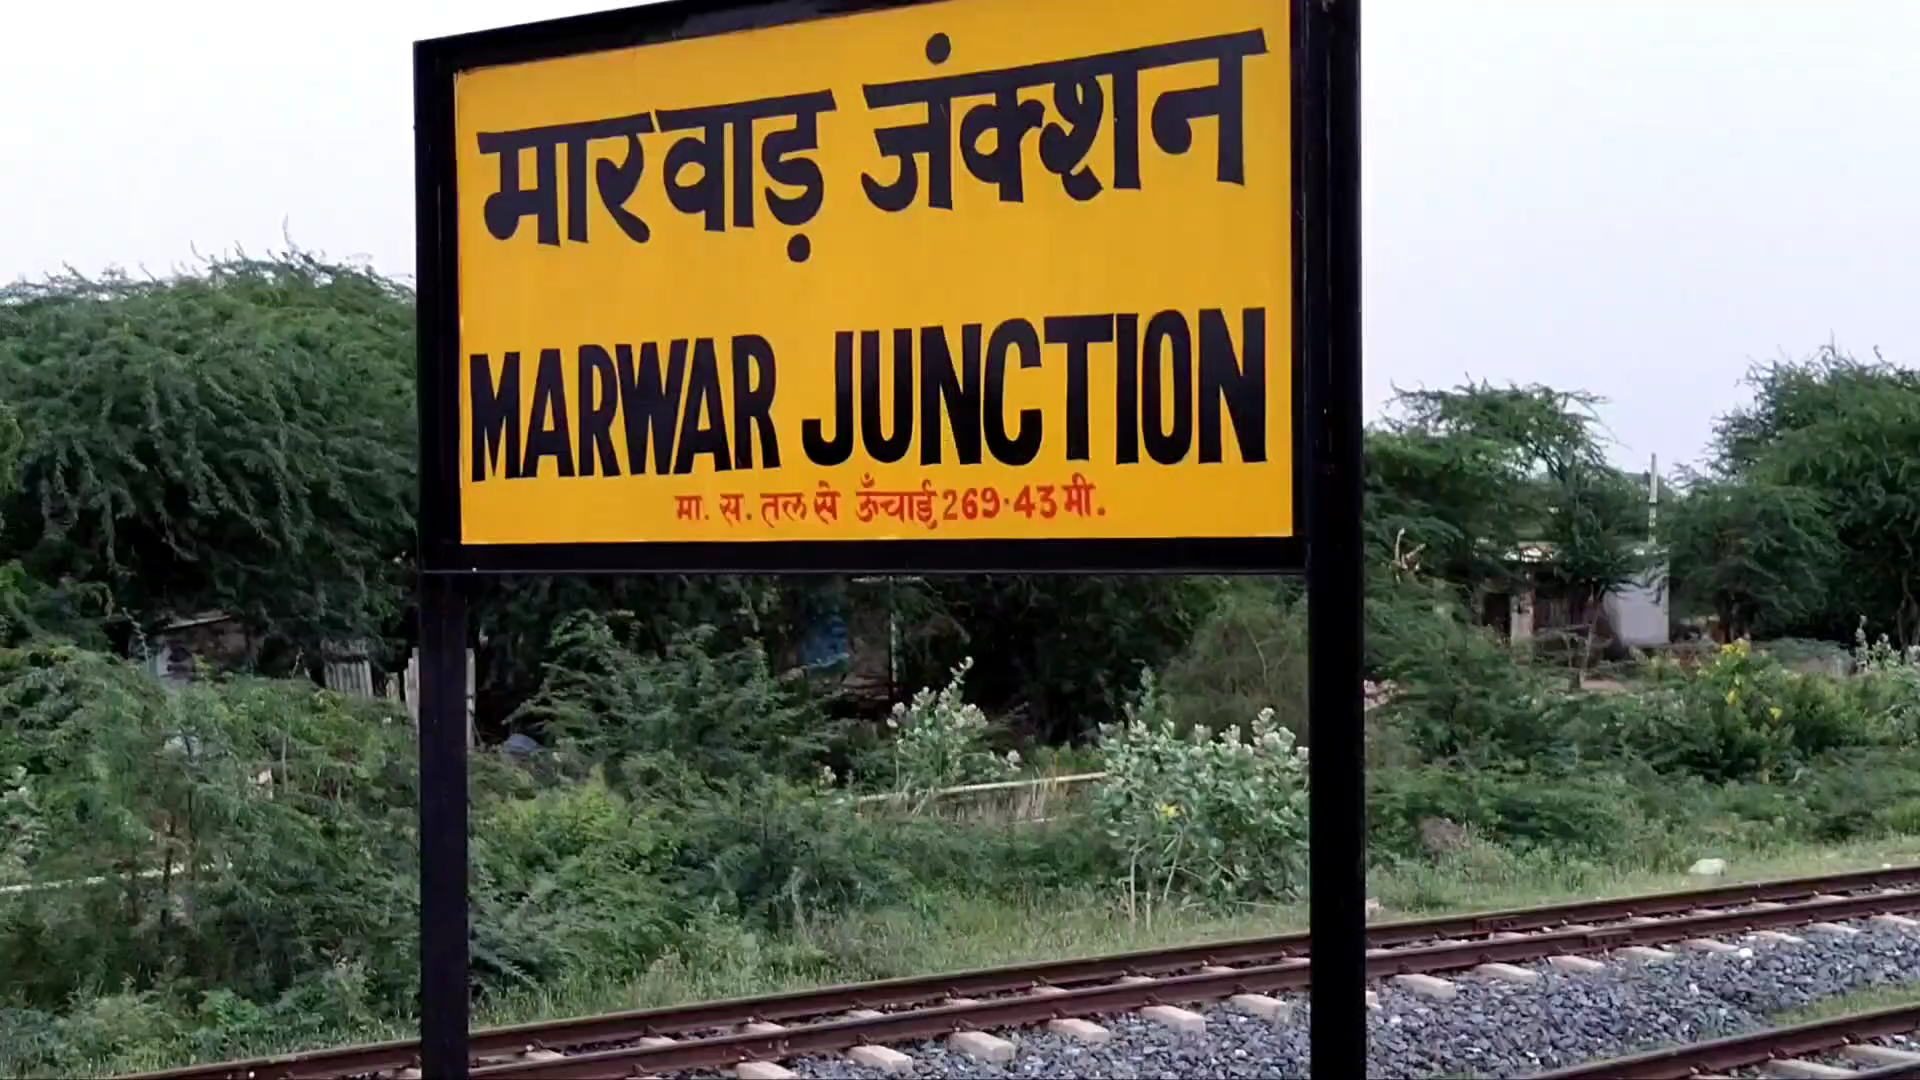 मारवाड़ जंक्शन
MARWAR JUNCTION
मा. स. तल से ऊँचाई 269·43 मी.